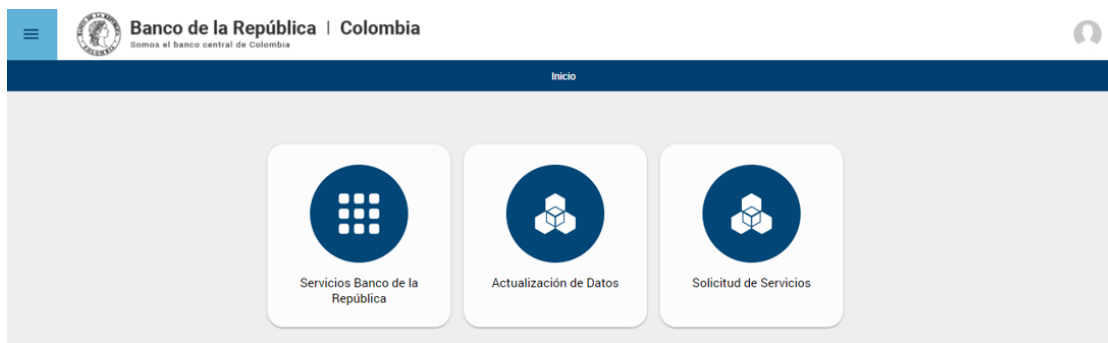 Banco de la República | Colombia
Somos el banco central de Colombia
Inicio
Servicios Banco de la
República
Actualización de Datos
Solicitud de Servicios